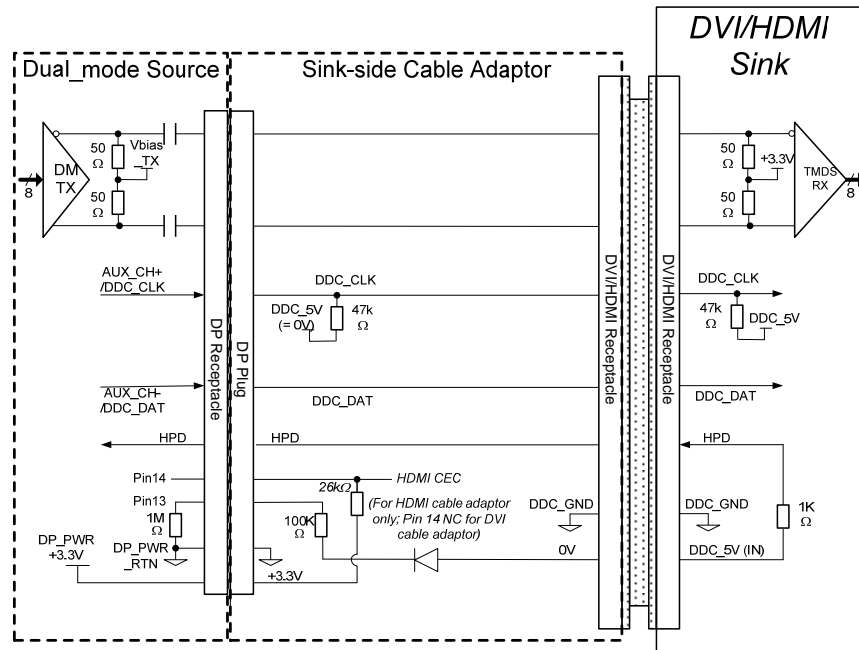 DVI/HDMI
Sink
Dual_mode Source
Sink-side Cable Adaptor
50
Ω
Vbias
_TX
DM
TX
8
50
Ω
50
Ω
+3.3V
TMDS
RX
8
50
Ω
AUX_CH+
/DDC_CLK
DDC_CLK
DDC_5V
(= 0V)
47k
Ω
DDC_CLK
47k
Ω
DDC_5V
DP Receptacle
DP Plug
DVI/HDMI Receptacle
DVI/HDMI Receptacle
AUX_CH-
/DDC_DAT
DDC_DAT
DDC_DAT
HPD
HPD
HPD
Pin14
HDMI CEC
26kΩ
Pin13
(For HDMI cable adaptor
only; Pin 14 NC for DVI
cable adaptor)
1M
Ω
100K
Ω
DDC_GND
DDC_GND
1K
Ω
DP_PWR
+3.3V
DP_PWR
_RTN
+3.3V
0V
DDC_5V (IN)